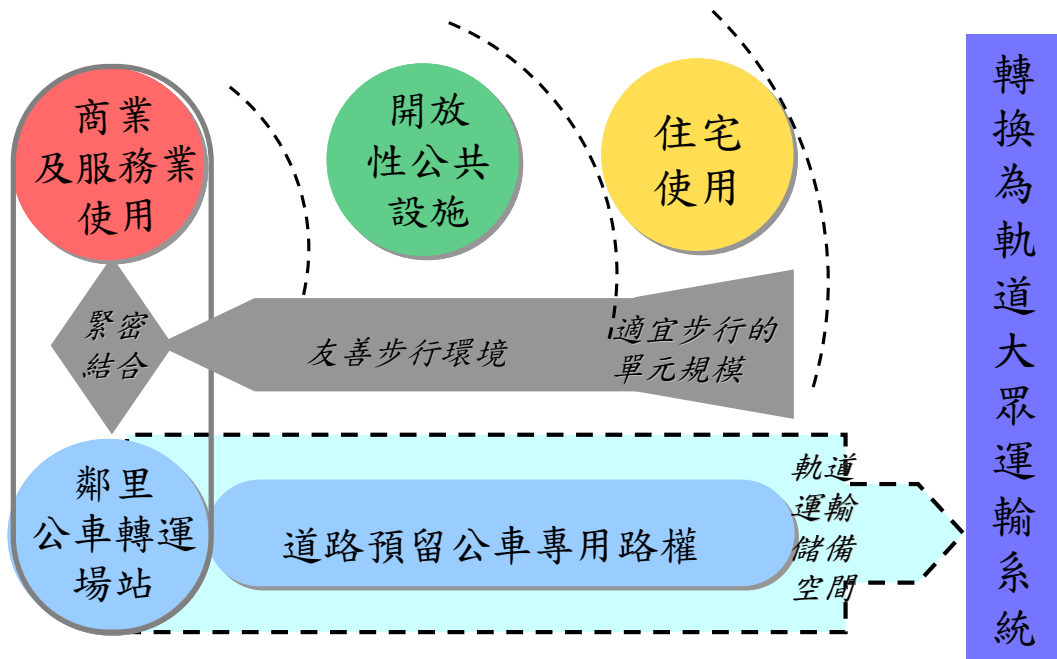 商業
及服務業
使用
開放
性公共
設施
住宅
使用
緊密
結合
友善步行環境
適宜步行的
單元規模
鄰里
公車轉運
場站
道路預留公車專用路權
軌道
運輸
儲備
空間
轉換為軌道大眾運輸系統